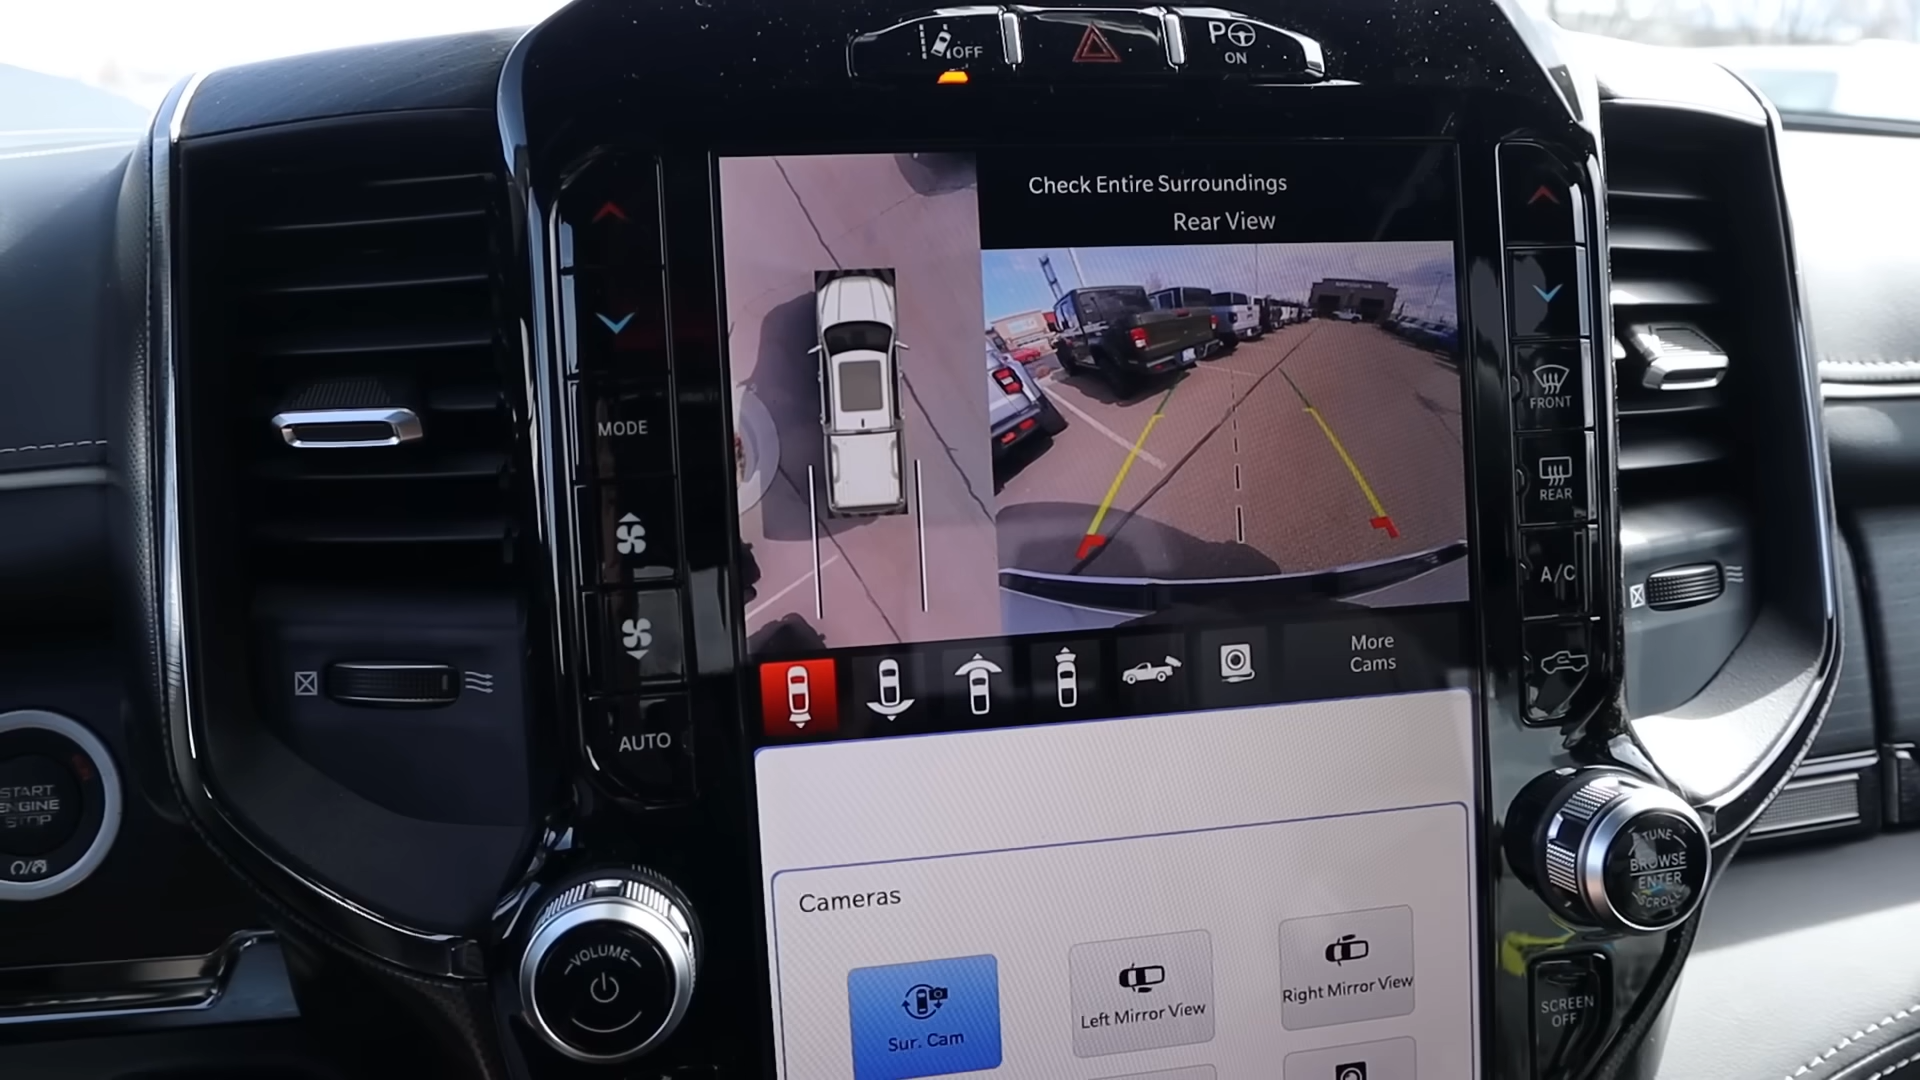 OFF
P
ON
Check Entire Surroundings
Rear View
MODE
AUTO
FRONT
REAR
A/C
More
Cams
Cameras
Sur. Cam
Left Mirror View
Right Mirror View
START
ENGINE
STOP
VOLUME
TUNE
BROWSE
ENTER
SCROLL
SCREEN
OFF